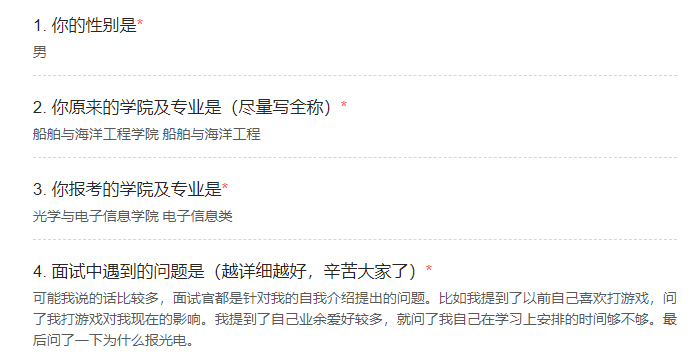 1. 你的性别是*
男
2. 你原来的学院及专业是（尽量写全称）*
船舶与海洋工程学院 船舶与海洋工程
3. 你报考的学院及专业是*
光学与电子信息学院 电子信息类
4. 面试中遇到的问题是（越详细越好，辛苦大家了）*
可能我说的话比较多，面试官都是针对我的自我介绍提出的问题。比如我提到了以前自己喜欢打游戏，问
了我打游戏对我现在的影响。我提到了自己业余爱好较多，就问了我自己在学习上安排的时间够不够。最
后问了一下为什么报光电。